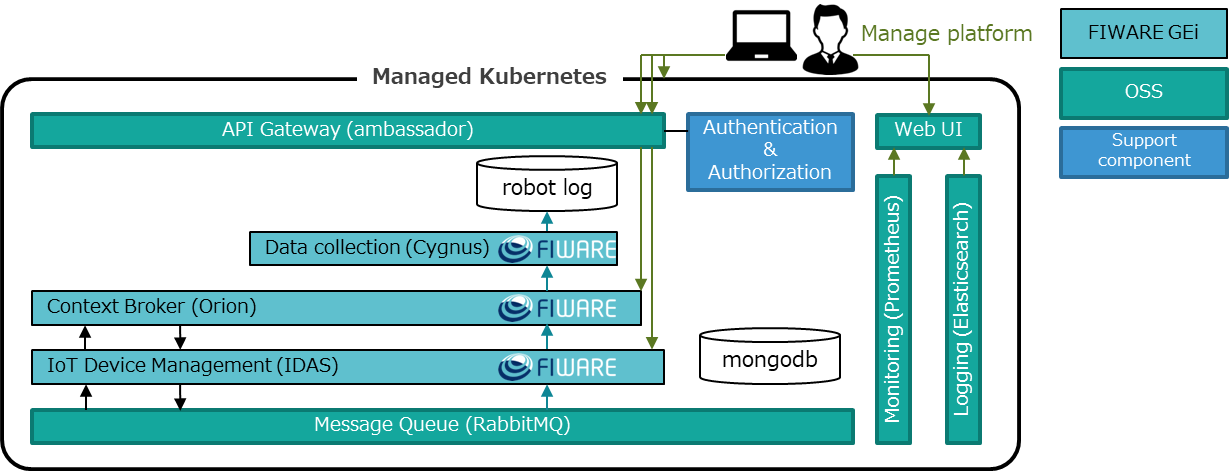 Manage platform
FIWARE GEi
OSS
Support
component
Managed Kubernetes
API Gateway (ambassador)
Authentication
&
Authorization
Web UI
robot log
Data collection (Cygnus)
FIWARE
Context Broker (Orion)
FIWARE
IoT Device Management (IDAS)
FIWARE
mongodb
Monitoring (Prometheus)
Logging (Elasticsearch)
Message Queue (RabbitMQ)